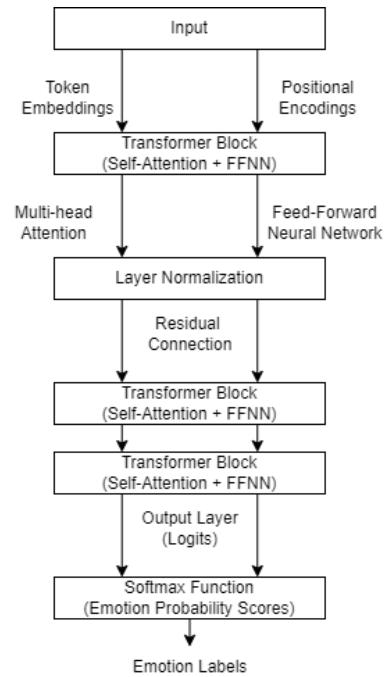 Input
Token
Embeddings
Positional
Encodings
Transformer Block
(Self-Attention + FFNN)
Multi-head
Attention
Feed-Forward
Neural Network
Layer Normalization
Residual
Connection
Transformer Block
(Self-Attention + FFNN)
Transformer Block
(Self-Attention + FFNN)
Output Layer
(Logits)
Softmax Function
(Emotion Probability Scores)
Emotion Labels